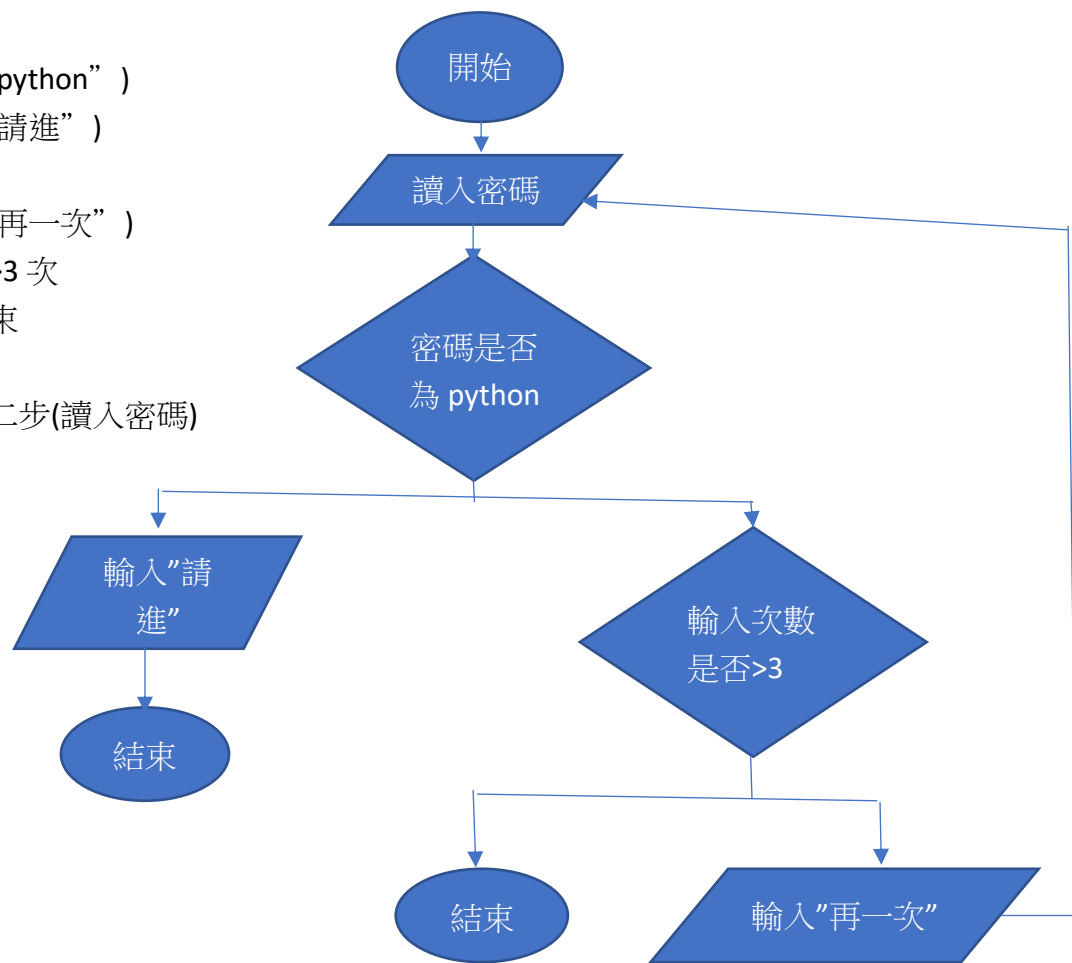 python”)
請進”)
再一次”)
>3 次
束
二步(讀入密碼)
開始
讀入密碼
密碼是否
為 python
輸入”請
進”
輸入次數
是否>3
結束
結束
輸入”再一次”